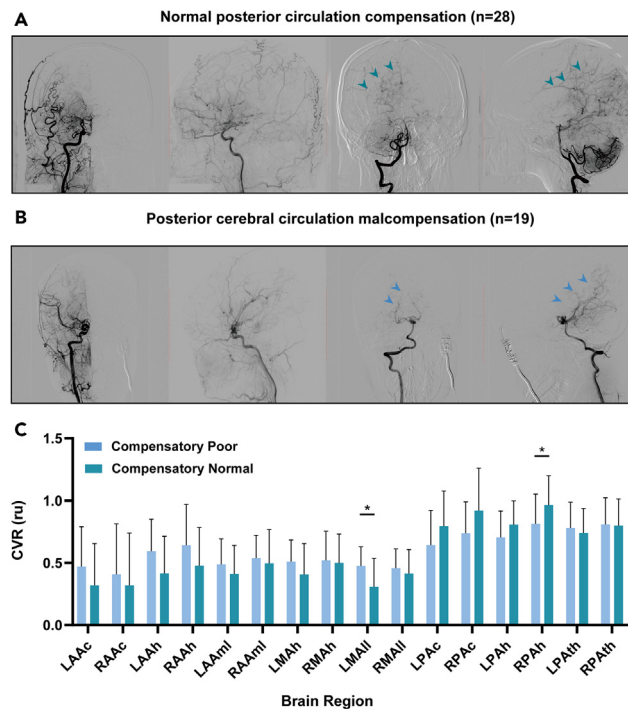 A
Normal posterior circulation compensation (n=28)
B
Posterior cerebral circulation malcompensation (n=19)
C
CVR (ru)
1.5
1.0
0.5
0.0
Compensatory Poor
Compensatory Normal
*
*
LAAc
RAAc
LAAh
RAAh
LAAml
RAAml
LMAh
RMAh
LMAll
RMAll
LPAc
RPAc
LPAh
RPAh
LPAth
RPAth
Brain Region